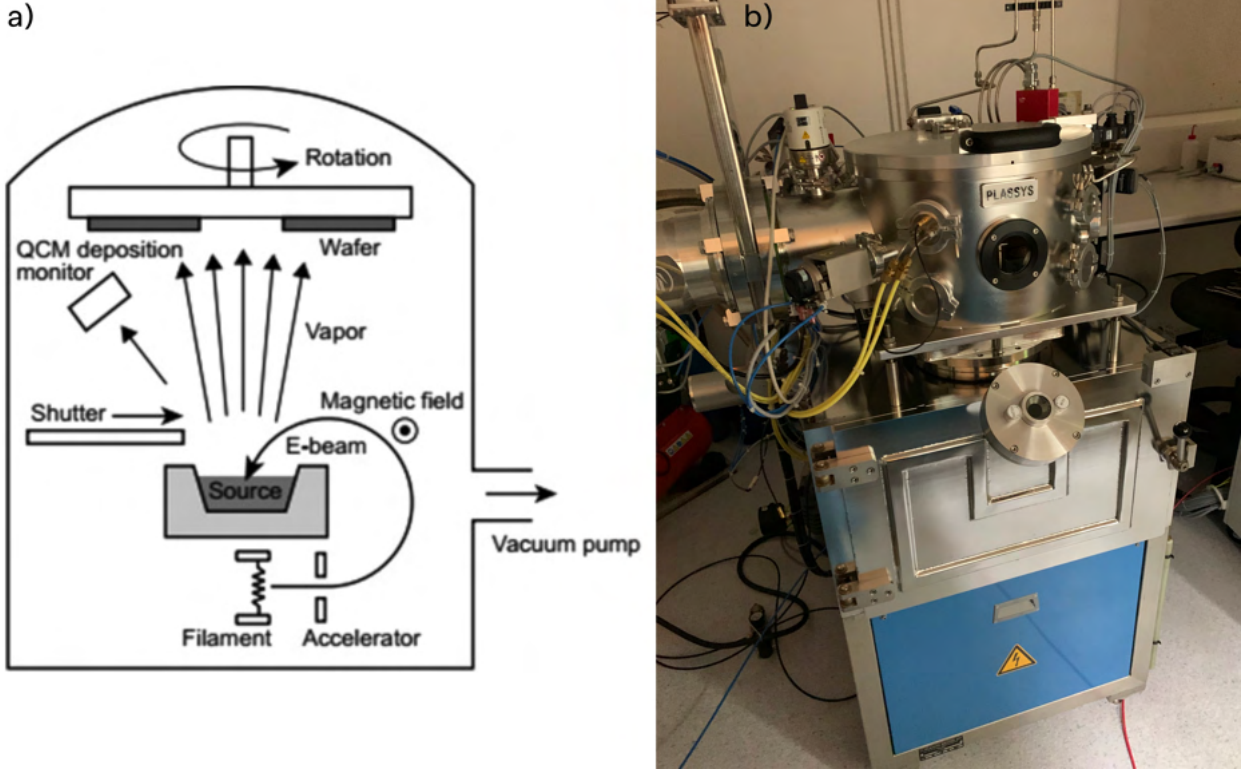 a)
Rotation
QCM deposition
monitor
Wafer
Vapor
Shutter
Magnetic field
E-beam
Source
Vacuum pump
Filament
Accelerator
b)
PLASSYS